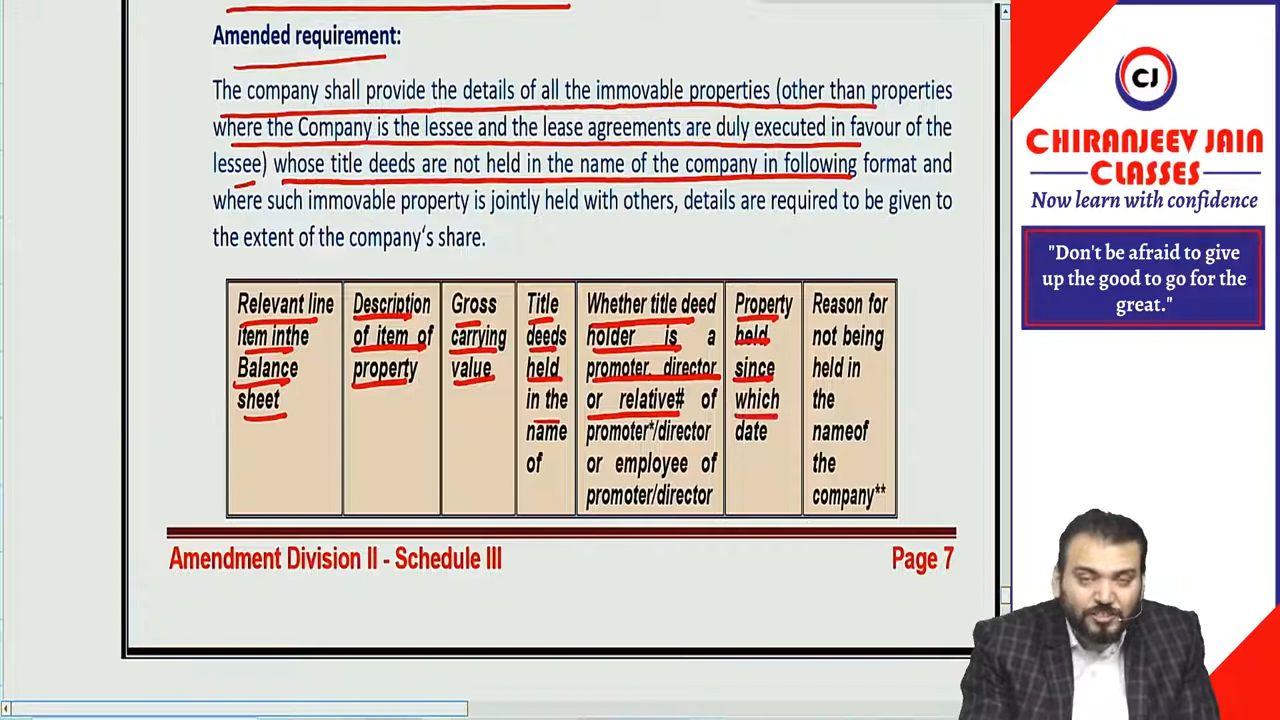 Amended requirement:
The company shall provide the details of all the immovable properties (other than properties
where the Company is the lessee and the lease agreements are duly executed in favour of the
lessee) whose title deeds are not held in the name of the company in following format and
where such immovable property is jointly held with others, details are required to be given to
the extent of the company's share.
Relevant line
item inthe
Balance
sheet
Description
of item of
property
Gross
carrying
value
Title
deeds
held
in the
name
of
Whether title deed
holder is a
promoter, director
or relative# of
promoter*/director
or employee of
promoter/director
Property
held
since
which
date
Reason for
not being
held in
the
nameof
the
company**
Amendment Division II - Schedule III
Page 7
CJ
CHIRANJEEV JAIN
CLASSES
Now learn with confidence
"Don't be afraid to give
up the good to go for the
great."